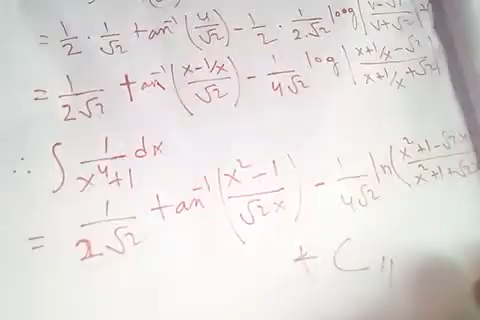 = 1/2 · 1/√2 tan⁻¹(u/√2) - 1/2 · 1/2√2 log|v-√2/v+√2|
= 1/2√2 tan⁻¹(x-1/x/√2) - 1/4√2 log|x+1/x-√2/x+1/x+√2|
∴ ∫ 1/x⁴+1 dx
= 1/2√2 tan⁻¹(x²-1/√2x) - 1/4√2 ln(x²+1-√2x/x²+1+√2
+ C,,